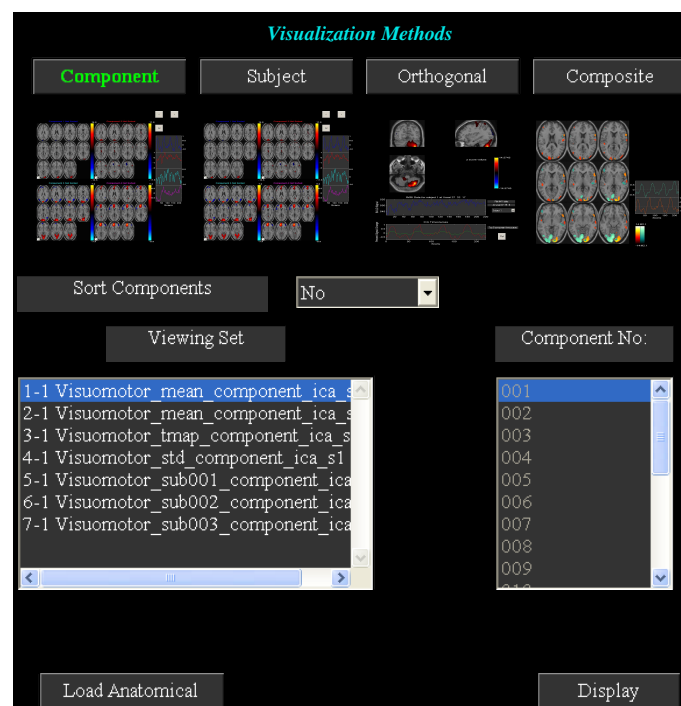 Visualization Methods
Component Subject Orthogonal Composite
Sort Components No
Viewing Set Component No:
1-1 Visuomotor_mean_component_ica_s
2-1 Visuomotor_mean_component_ica_s
3-1 Visuomotor_tmap_component_ica_s
4-1 Visuomotor_std_component_ica_s1
5-1 Visuomotor_sub001_component_ica
6-1 Visuomotor_sub002_component_ica
7-1 Visuomotor_sub003_component_ica
001
002
003
004
005
006
007
008
009
Load Anatomical Display